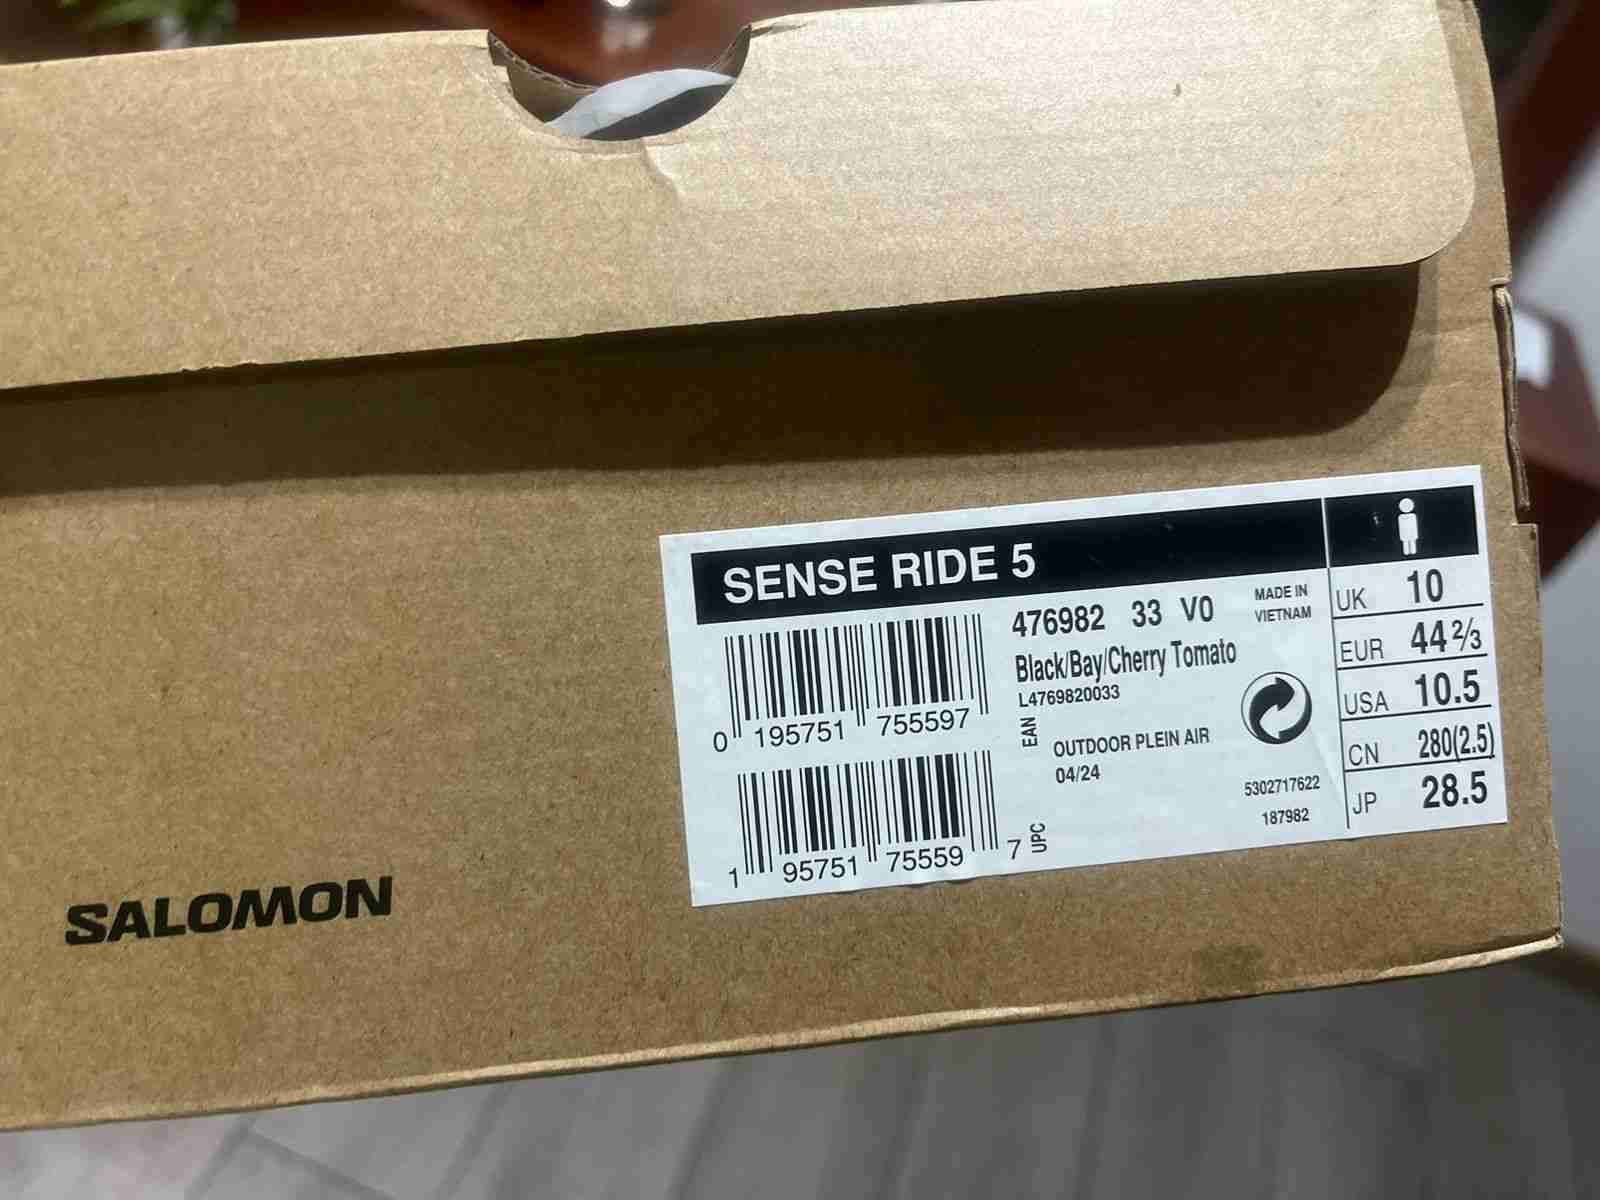 SENSE RIDE 5
476982 33 V0
MADE IN
VIETNAM
Black/Bay/Cherry Tomato
L4769820033
EAN
0 195751 755597
OUTDOOR PLEIN AIR
04/24
5302717622
187982
UPC
1 95751 75559 7
UK 10
EUR 44 2/3
USA 10.5
CN 280(2.5)
JP 28.5
SALOMON